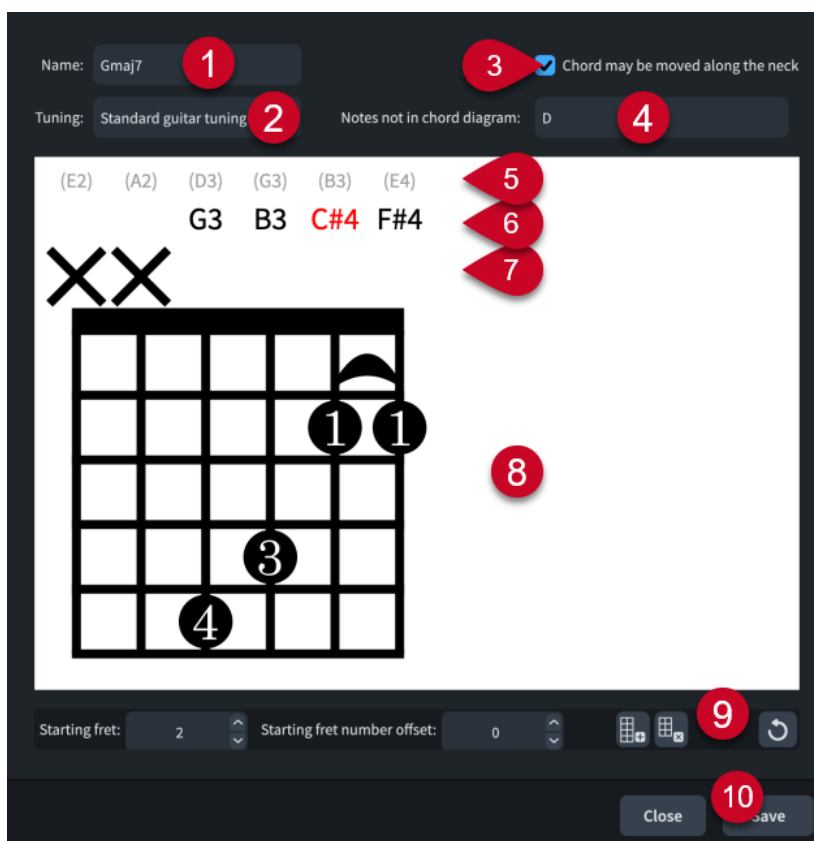 Name: Gmaj7 1 3 Chord may be moved along the neck
Tuning: Standard guitar tuning 2 Notes not in chord diagram: D 4
(E2) (A2) (D3) (G3) (B3) (E4) 5
G3 B3 C#4 F#4 6
7
1 1
8
3
4
9
Starting fret: 2 Starting fret number offset: 0
10
Close Save